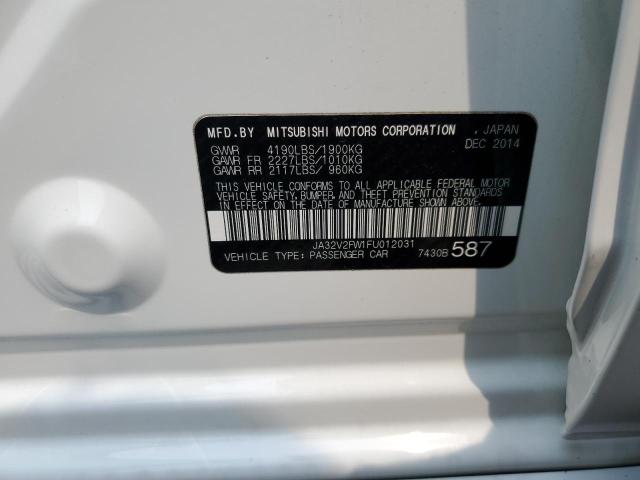 MFD.BY MITSUBISHI MOTORS CORPORATION , JAPAN
GVWR 4190LBS/1900KG DEC 2014
GAWR FR 2227LBS/1010KG
GAWR RR 2117LBS/ 960KG
THIS VEHICLE CONFORMS TO ALL APPLICABLE FEDERAL MOTOR
VEHICLE SAFETY, BUMPER AND THEFT PREVENTION STANDARDS
IN EFFECT ON THE DATE OF MANUFACTURE SHOWN ABOVE.
JA32V2FW1FU012031
VEHICLE TYPE: PASSENGER CAR 7430B 587